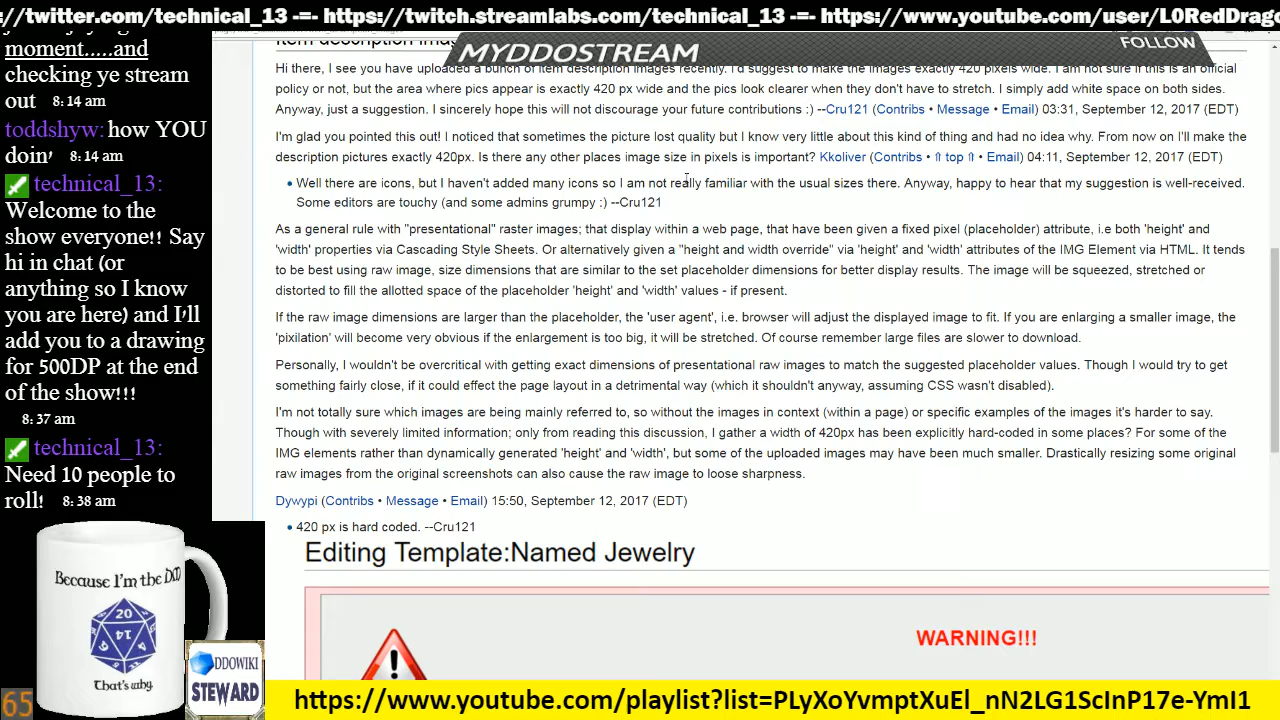 ://twitter.com/technical_13 -=- https://twitch.streamlabs.com/technical_13 -=- https://www.youtube.com/user/L0RedDrago
MYDDOSTREAM
FOLLOW
moment.....and
checking ye stream
out 8:14 am
toddshyw: how YOU
doin' 8:14 am
technical_13:
Welcome to the
show everyone!! Say
hi in chat (or
anything so I know
you are here) and I'll
add you to a drawing
for 500DP at the end
of the show!!!
8:37 am
technical_13:
Need 10 people to
roll! 8:38 am
Because I'm the DM
20
14
That's why.
DDOWIKI
STEWARD
65
Hi there, I see you have uploaded a bunch of item description images recently. I'd suggest to make the images exactly 420 pixels wide. I am not sure if this is an official
policy or not, but the area where pics appear is exactly 420 px wide and the pics look clearer when they don't have to stretch. I simply add white space on both sides.
Anyway, just a suggestion. I sincerely hope this will not discourage your future contributions :) --Cru121 (Contribs • Message • Email) 03:31, September 12, 2017 (EDT)
I'm glad you pointed this out! I noticed that sometimes the picture lost quality but I know very little about this kind of thing and had no idea why. From now on I'll make the
description pictures exactly 420px. Is there any other places image size in pixels is important? Kkoliver (Contribs • ⇑ top ⇑ • Email) 04:11, September 12, 2017 (EDT)
• Well there are icons, but I haven't added many icons so I am not really familiar with the usual sizes there. Anyway, happy to hear that my suggestion is well-received.
Some editors are touchy (and some admins grumpy :) --Cru121
As a general rule with "presentational" raster images; that display within a web page, that have been given a fixed pixel (placeholder) attribute, i.e both 'height' and
'width' properties via Cascading Style Sheets. Or alternatively given a "height and width override" via 'height' and 'width' attributes of the IMG Element via HTML. It tends
to be best using raw image, size dimensions that are similar to the set placeholder dimensions for better display results. The image will be squeezed, stretched or
distorted to fill the allotted space of the placeholder 'height' and 'width' values - if present.
If the raw image dimensions are larger than the placeholder, the 'user agent', i.e. browser will adjust the displayed image to fit. If you are enlarging a smaller image, the
'pixilation' will become very obvious if the enlargement is too big, it will be stretched. Of course remember large files are slower to download.
Personally, I wouldn't be overcritical with getting exact dimensions of presentational raw images to match the suggested placeholder values. Though I would try to get
something fairly close, if it could effect the page layout in a detrimental way (which it shouldn't anyway, assuming CSS wasn't disabled).
I'm not totally sure which images are being mainly referred to, so without the images in context (within a page) or specific examples of the images it's harder to say.
Though with severely limited information; only from reading this discussion, I gather a width of 420px has been explicitly hard-coded in some places? For some of the
IMG elements rather than dynamically generated 'height' and 'width', but some of the uploaded images may have been much smaller. Drastically resizing some original
raw images from the original screenshots can also cause the raw image to loose sharpness.
Dywypi (Contribs • Message • Email) 15:50, September 12, 2017 (EDT)
• 420 px is hard coded. --Cru121
Editing Template:Named Jewelry
WARNING!!!
https://www.youtube.com/playlist?list=PLyXoYvmptXuEl_nN2LG1ScInP17e-YmI1